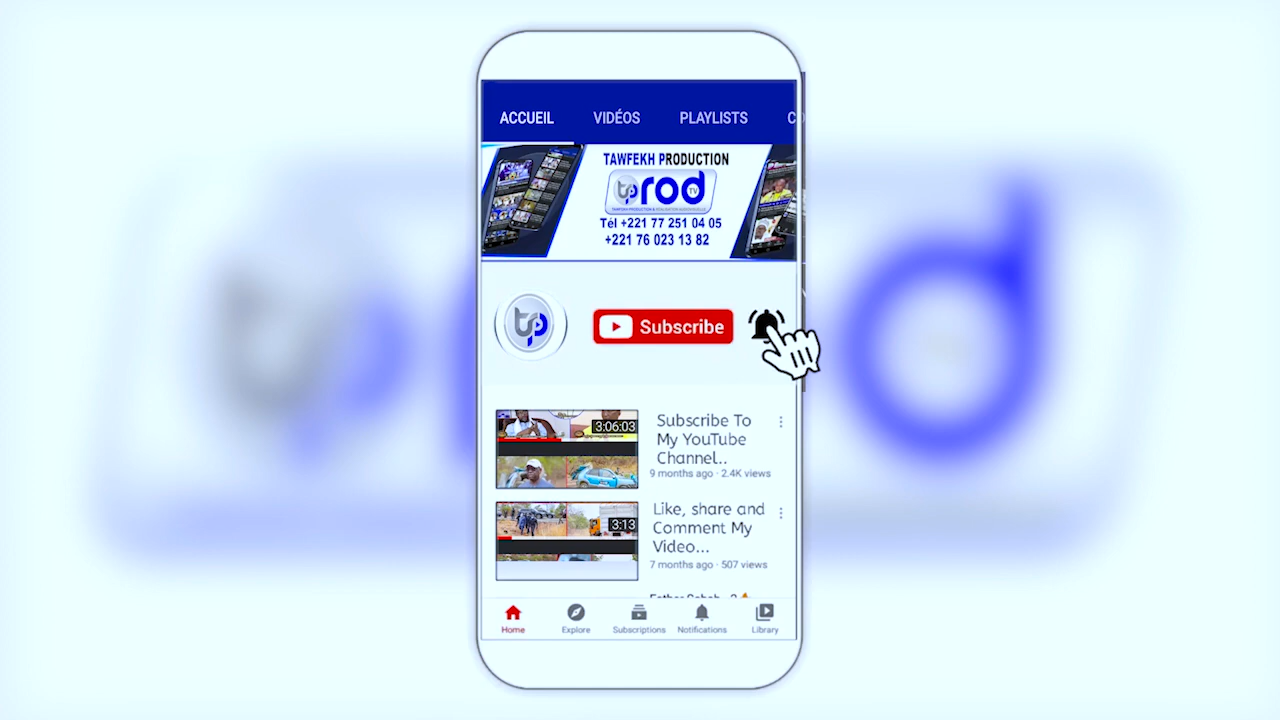 ACCUEIL VIDÉOS PLAYLISTS
TAWFEKH PRODUCTION
tprod TV
Tél +221 77 251 04 05
+221 76 023 13 82
tp
Subscribe
3:06:03
Subscribe To
My YouTube
Channel..
9 months ago · 2.4K views
3:13
Like, share and
Comment My
Video...
7 months ago · 507 views
Home Explore Subscriptions Notifications Library